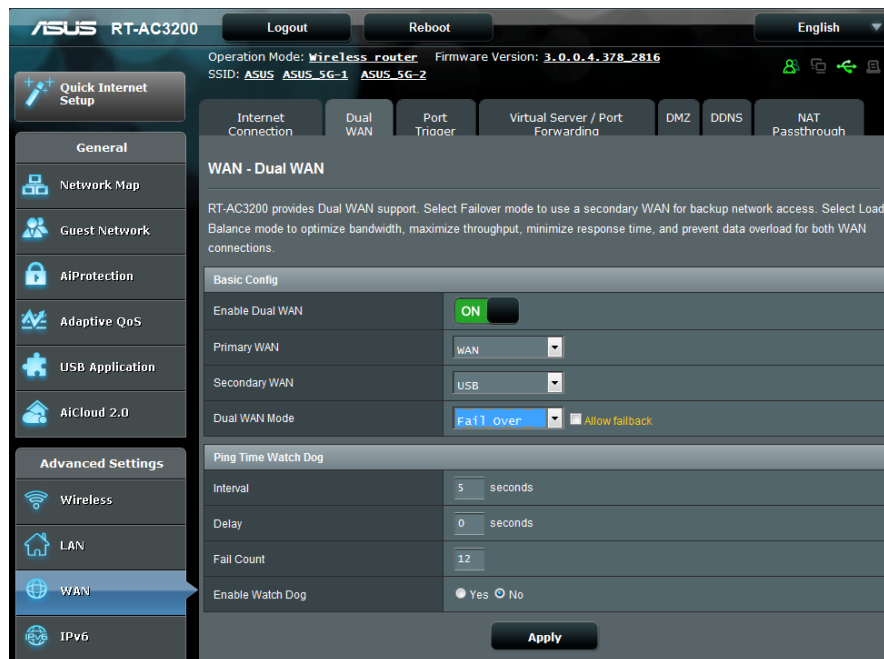 ASUS RT-AC3200
Logout
Reboot
English
Operation Mode: Wireless router Firmware Version: 3.0.0.4.378_2816
SSID: ASUS ASUS_5G-1 ASUS_5G-2
Quick Internet
Setup
General
Network Map
Guest Network
AiProtection
Adaptive QoS
USB Application
AiCloud 2.0
Advanced Settings
Wireless
LAN
WAN
IPv6
Internet
Connection
Dual
WAN
Port
Trigger
Virtual Server / Port
Forwarding
DMZ
DDNS
NAT
Passthrough
WAN - Dual WAN
RT-AC3200 provides Dual WAN support. Select Failover mode to use a secondary WAN for backup network access. Select Load
Balance mode to optimize bandwidth, maximize throughput, minimize response time, and prevent data overload for both WAN
connections.
Basic Config
Enable Dual WAN ON
Primary WAN WAN
Secondary WAN USB
Dual WAN Mode Fail Over Allow failback
Ping Time Watch Dog
Interval 5 seconds
Delay 0 seconds
Fail Count 12
Enable Watch Dog Yes No
Apply